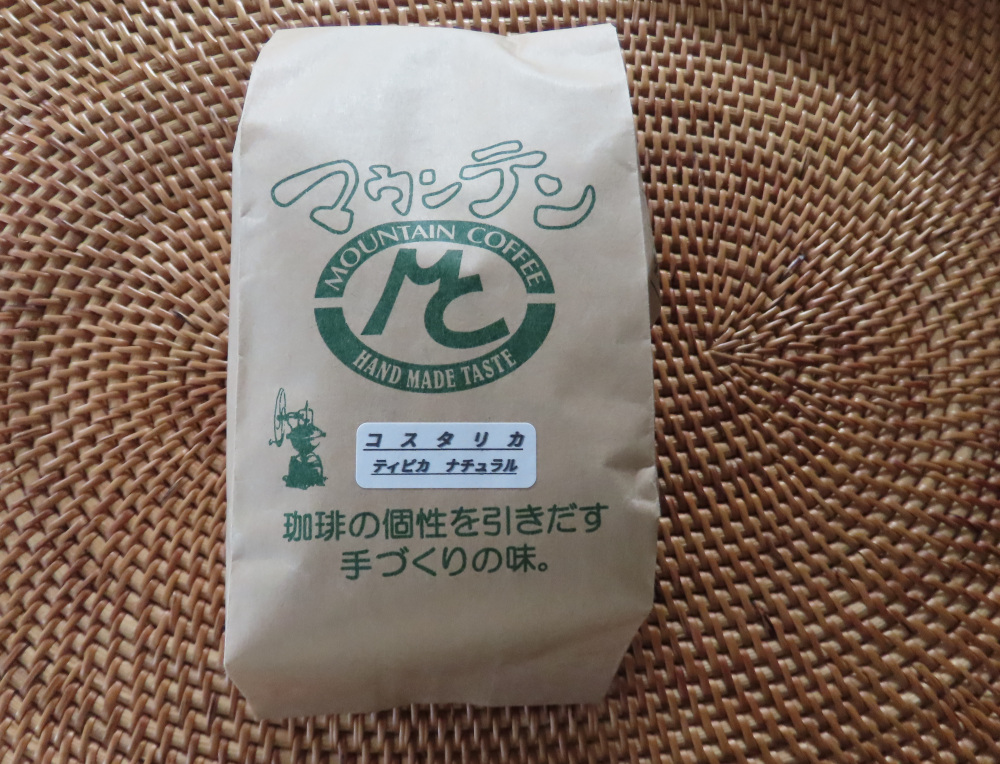 マウンテン
MOUNTAIN COFFEE
MC
HAND MADE TASTE
コスタリカ
ティピカ ナチュラル
珈琲の個性を引きだす
手づくりの味。